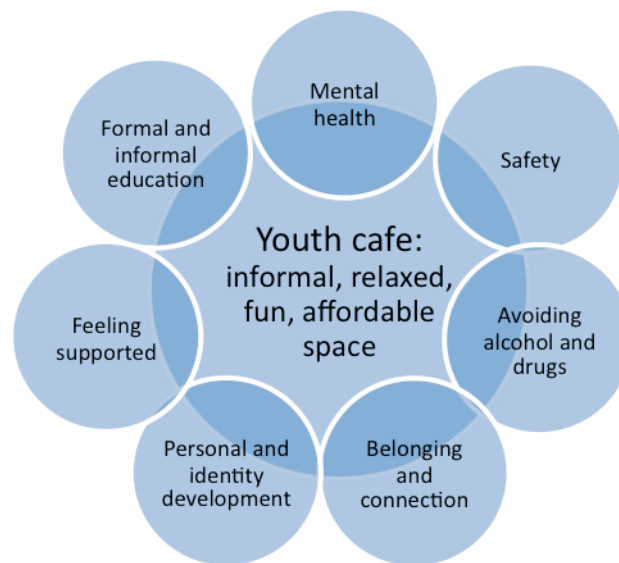 Mental
health
Safety
Avoiding
alcohol and
drugs
Belonging
and
connection
Personal and
identity
development
Feeling
supported
Formal and
informal
education
Youth cafe:
informal, relaxed,
fun, affordable
space